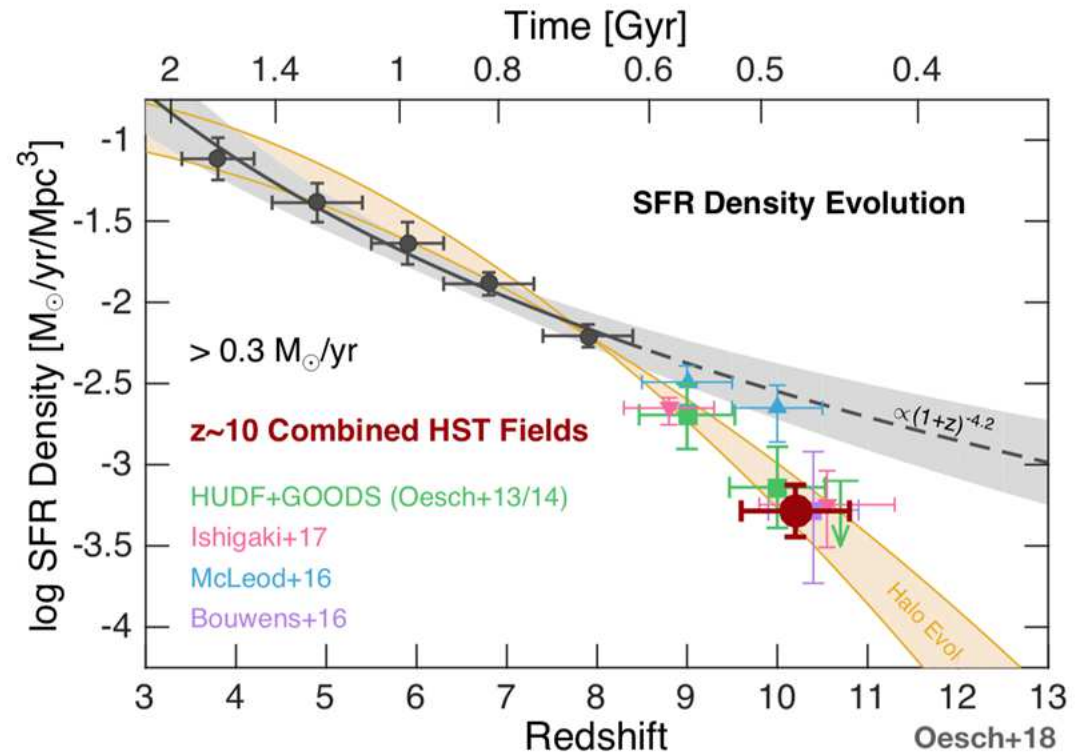 Time [Gyr]
2 1.4 1 0.8 0.6 0.5 0.4
log SFR Density [M☉/yr/Mpc³]
-1
-1.5
-2
-2.5
-3
-3.5
-4
SFR Density Evolution
> 0.3 M☉/yr
∝(1+z)^-4.2
z~10 Combined HST Fields
HUDF+GOODS (Oesch+13/14)
Ishigaki+17
McLeod+16
Bouwens+16
Halo Evol
3 4 5 6 7 8 9 10 11 12 13
Redshift
Oesch+18